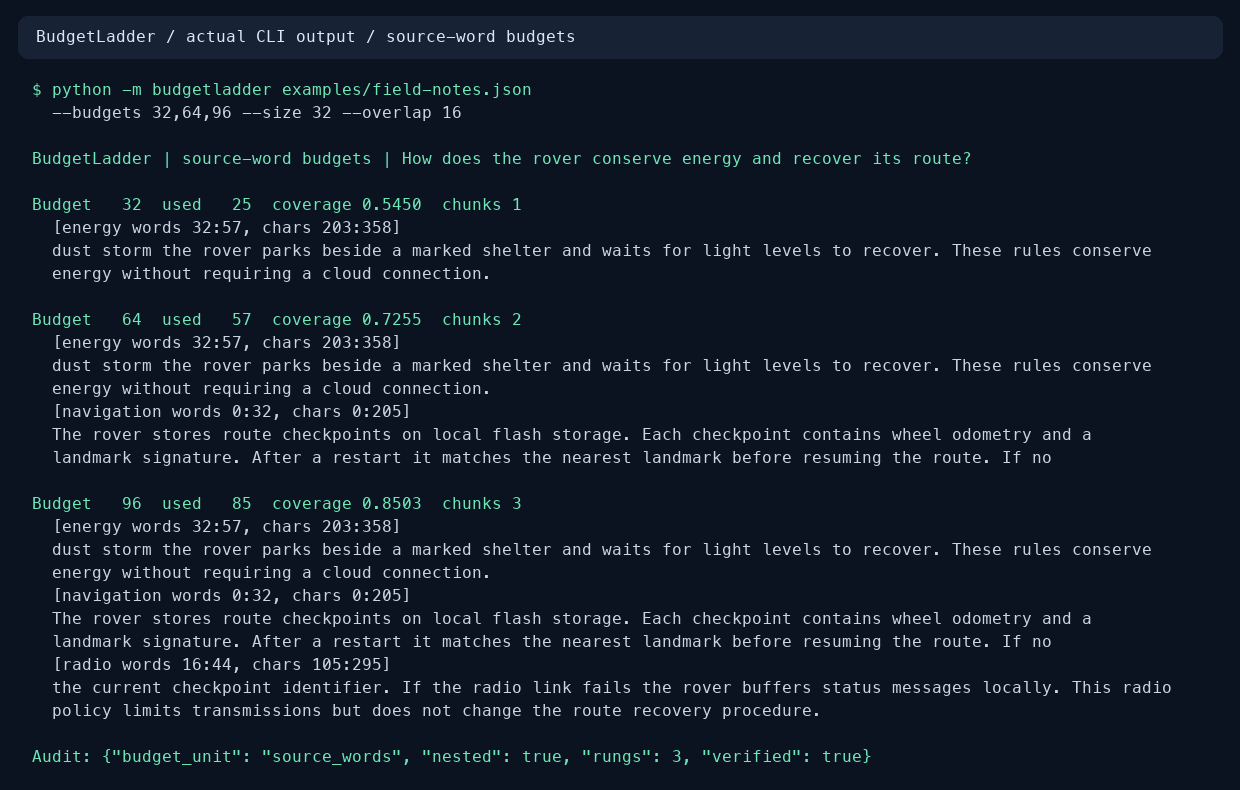 BudgetLadder / actual CLI output / source-word budgets
$ python -m budgetladder examples/field-notes.json
--budgets 32,64,96 --size 32 --overlap 16
BudgetLadder | source-word budgets | How does the rover conserve energy and recover its route?
Budget   32  used   25  coverage 0.5450  chunks 1
[energy words 32:57, chars 203:358]
dust storm the rover parks beside a marked shelter and waits for light levels to recover. These rules conserve
energy without requiring a cloud connection.
Budget   64  used   57  coverage 0.7255  chunks 2
[energy words 32:57, chars 203:358]
dust storm the rover parks beside a marked shelter and waits for light levels to recover. These rules conserve
energy without requiring a cloud connection.
[navigation words 0:32, chars 0:205]
The rover stores route checkpoints on local flash storage. Each checkpoint contains wheel odometry and a
landmark signature. After a restart it matches the nearest landmark before resuming the route. If no
Budget   96  used   85  coverage 0.8503  chunks 3
[energy words 32:57, chars 203:358]
dust storm the rover parks beside a marked shelter and waits for light levels to recover. These rules conserve
energy without requiring a cloud connection.
[navigation words 0:32, chars 0:205]
The rover stores route checkpoints on local flash storage. Each checkpoint contains wheel odometry and a
landmark signature. After a restart it matches the nearest landmark before resuming the route. If no
[radio words 16:44, chars 105:295]
the current checkpoint identifier. If the radio link fails the rover buffers status messages locally. This radio
policy limits transmissions but does not change the route recovery procedure.
Audit: {"budget_unit": "source_words", "nested": true, "rungs": 3, "verified": true}